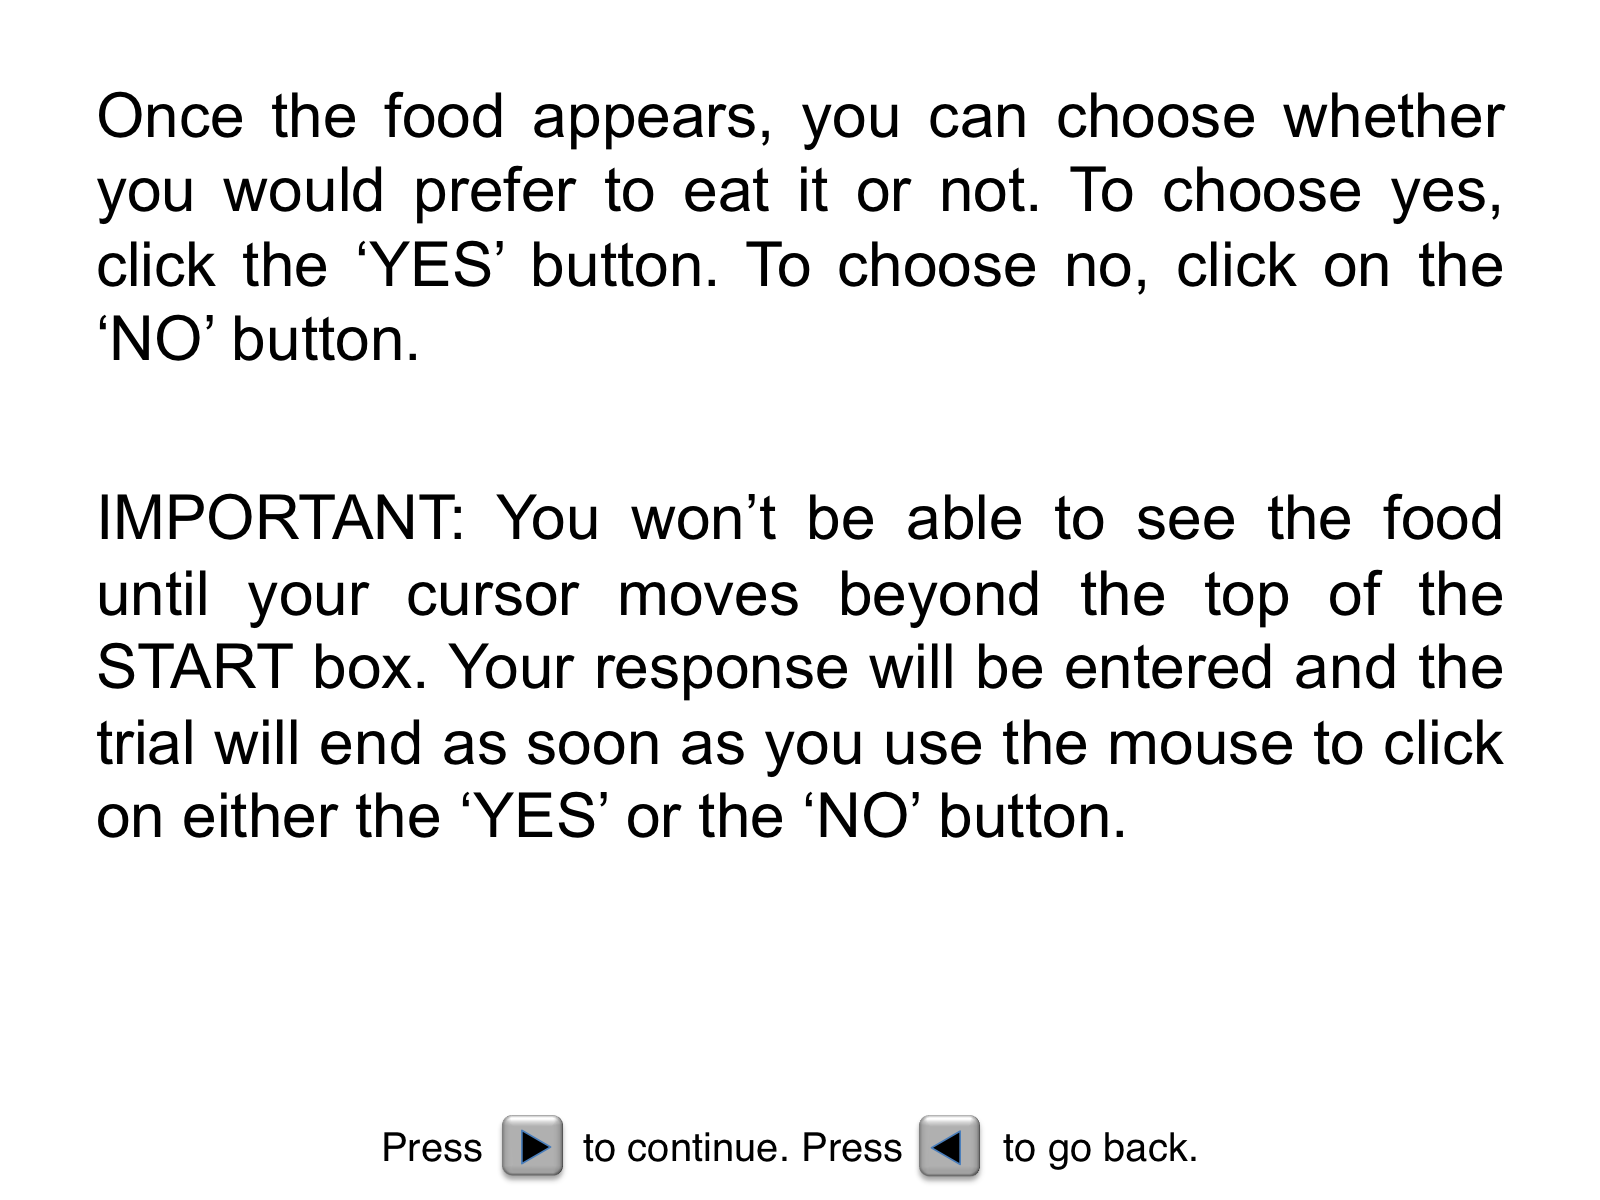 Once the food appears, you can choose whether
you would prefer to eat it or not. To choose yes,
click the ‘YES’ button. To choose no, click on the
‘NO’ button.
IMPORTANT: You won’t be able to see the food
until your cursor moves beyond the top of the
START box. Your response will be entered and the
trial will end as soon as you use the mouse to click
on either the ‘YES’ or the ‘NO’ button.
Press to continue. Press to go back.